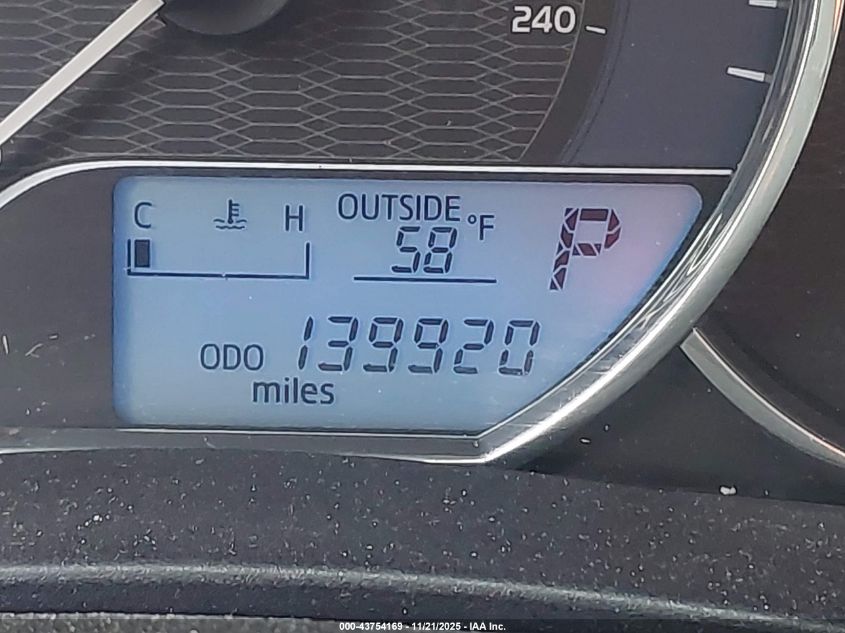 240
C H OUTSIDE °F
58
P
ODO 139920
miles
000-43754169 - 11/21/2025 - IAA Inc.